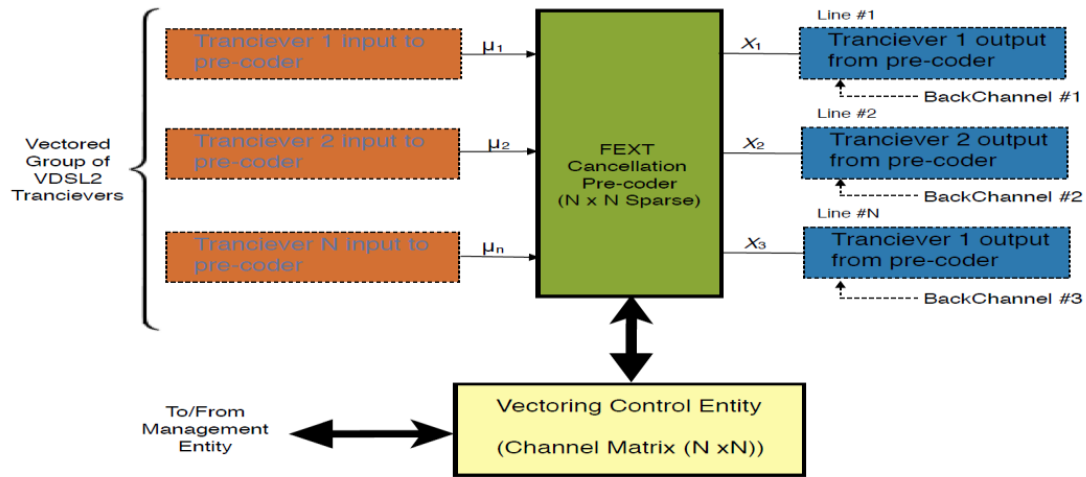 Vectored
Group of
VDSL2
Trancievers
Tranciever 1 input to
pre-coder
μ1
Tranciever 2 input to
pre-coder
μ2
Tranciever N input to
pre-coder
μn
FEXT
Cancellation
Pre-coder
(N x N Sparse)
X1
Line #1
Tranciever 1 output
from pre-coder
BackChannel #1
X2
Line #2
Tranciever 2 output
from pre-coder
BackChannel #2
X3
Line #N
Tranciever 1 output
from pre-coder
BackChannel #3
To/From
Management
Entity
Vectoring Control Entity
(Channel Matrix (N xN))